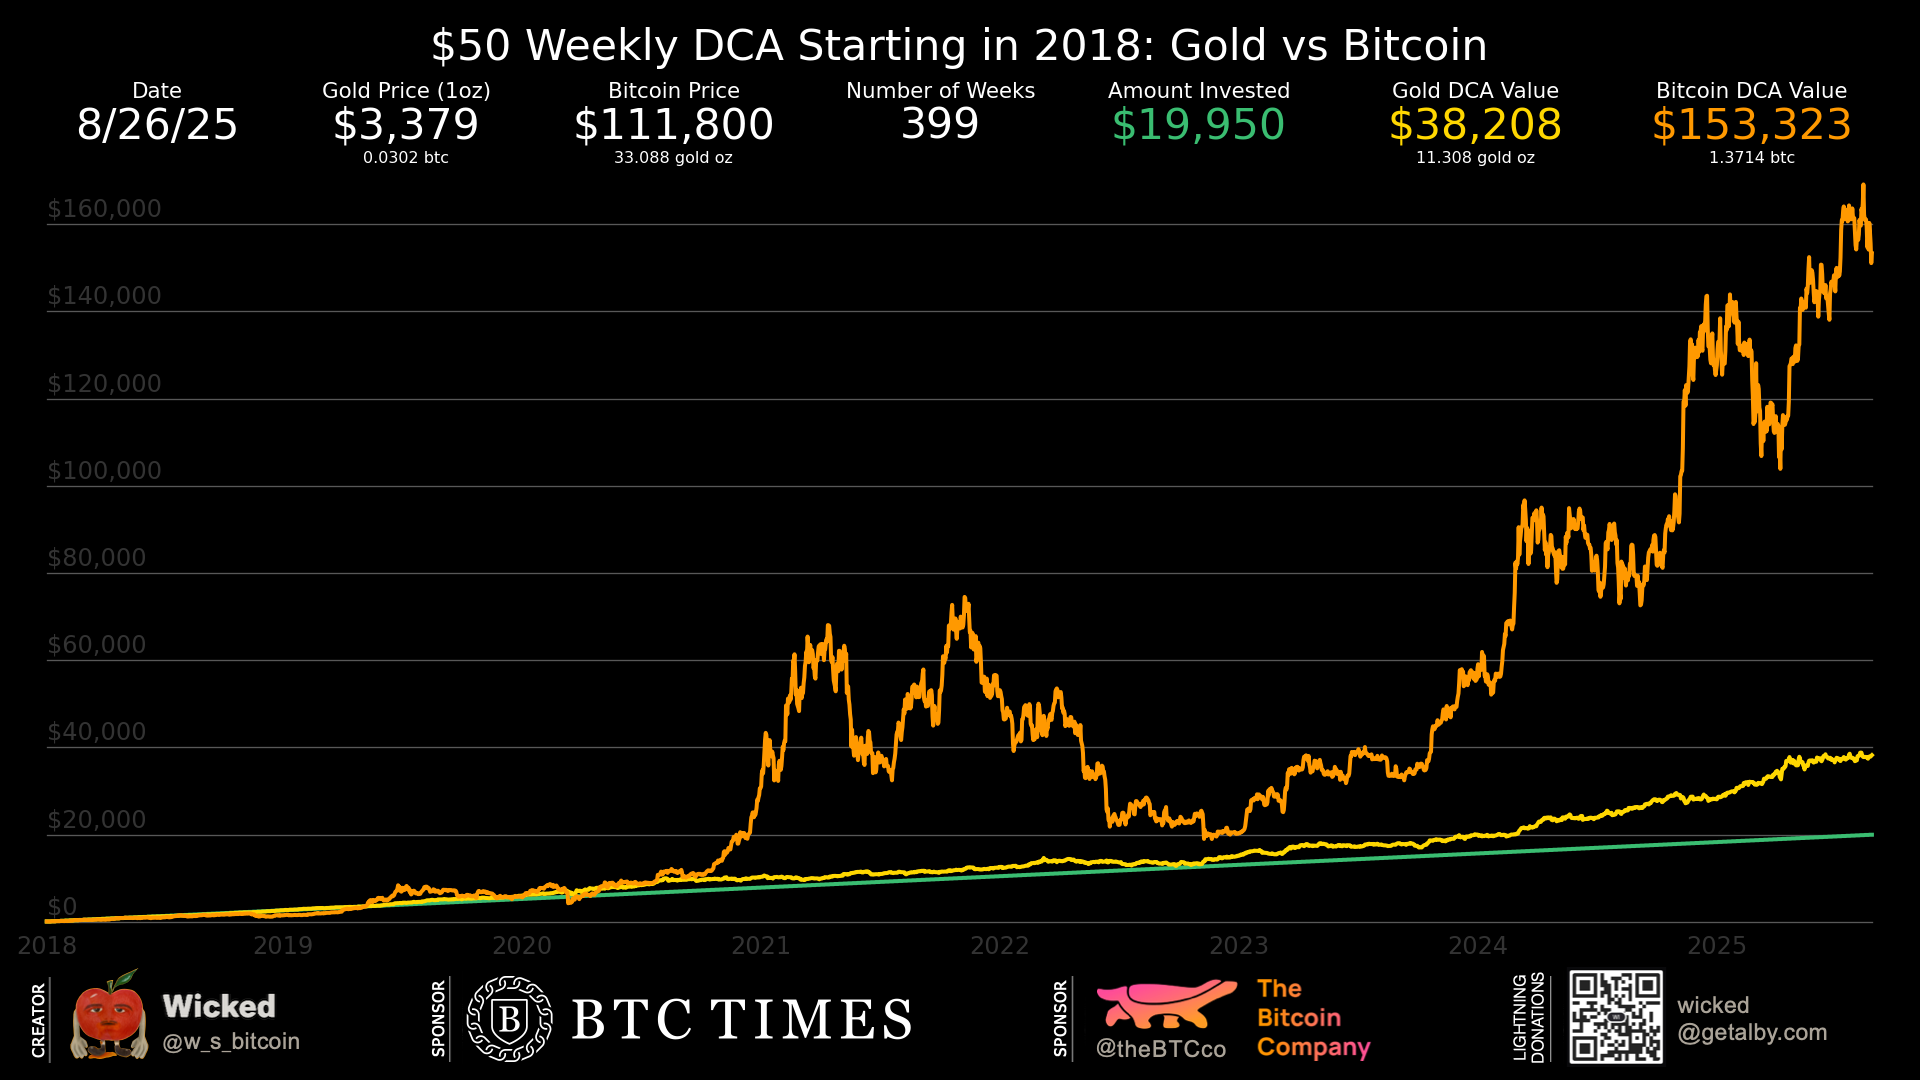 $50 Weekly DCA Starting in 2018: Gold vs Bitcoin
Date
8/26/25
Gold Price (1oz)
$3,379
0.0302 btc
Bitcoin Price
$111,800
33.088 gold oz
Number of Weeks
399
Amount Invested
$19,950
Gold DCA Value
$38,208
11.308 gold oz
Bitcoin DCA Value
$153,323
1.3714 btc
$160,000
$140,000
$120,000
$100,000
$80,000
$60,000
$40,000
$20,000
$0
2018 2019 2020 2021 2022 2023 2024 2025
CREATOR
Wicked
@w_s_bitcoin
SPONSOR
B
BTC TIMES
SPONSOR
@theBTCco
The
Bitcoin
Company
LIGHTNING
DONATIONS
wicked
@getalby.com